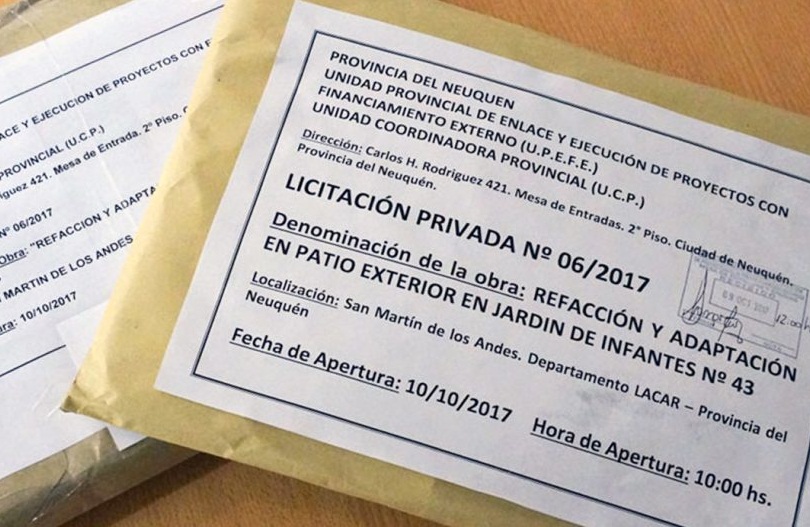 PROVINCIA DEL NEUQUEN
UNIDAD PROVINCIAL DE ENLACE Y EJECUCIÓN DE PROYECTOS CON
FINANCIAMIENTO EXTERNO (U.P.E.F.E.)
UNIDAD COORDINADORA PROVINCIAL (U.C.P.)
Dirección: Carlos H. Rodriguez 421. Mesa de Entradas. 2° Piso. Ciudad de Neuquén.
Provincia del Neuquén.
LICITACIÓN PRIVADA Nº 06/2017
Denominación de la obra: REFACCIÓN Y ADAPTACIÓN
EN PATIO EXTERIOR EN JARDIN DE INFANTES Nº 43
Localización: San Martín de los Andes. Departamento LACAR – Provincia del
Neuquén
Fecha de Apertura: 10/10/2017 Hora de Apertura: 10:00 hs.
LACE Y EJECUCION DE PROYECTOS CON
PROVINCIAL (U.C.P.)
riguez 421. Mesa de Entrada. 2° Piso.
Nº 06/2017
Obra: "REFACCION Y ADAPTA
MARTIN DE LOS ANDES
ura: 10/10/2017